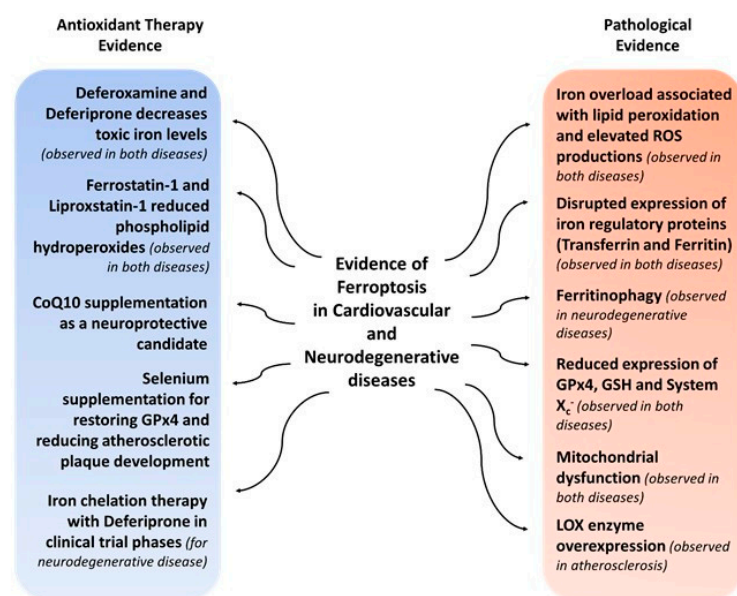 Antioxidant Therapy
Evidence
Deferoxamine and
Deferiprone decreases
toxic iron levels
(observed in both diseases)
Ferrostatin-1 and
Liproxstatin-1 reduced
phospholipid
hydroperoxides (observed
in both diseases)
CoQ10 supplementation
as a neuroprotective
candidate
Selenium
supplementation for
restoring GPx4 and
reducing atherosclerotic
plaque development
Iron chelation therapy
with Deferiprone in
clinical trial phases (for
neurodegenerative disease)
Evidence of
Ferroptosis
in Cardiovascular
and
Neurodegenerative
diseases
Pathological
Evidence
Iron overload associated
with lipid peroxidation
and elevated ROS
productions (observed in
both diseases)
Disrupted expression of
iron regulatory proteins
(Transferrin and Ferritin)
(observed in both diseases)
Ferritinophagy (observed
in neurodegenerative
diseases)
Reduced expression of
GPx4, GSH and System
Xc- (observed in both
diseases)
Mitochondrial
dysfunction (observed in
both diseases)
LOX enzyme
overexpression (observed
in atherosclerosis)